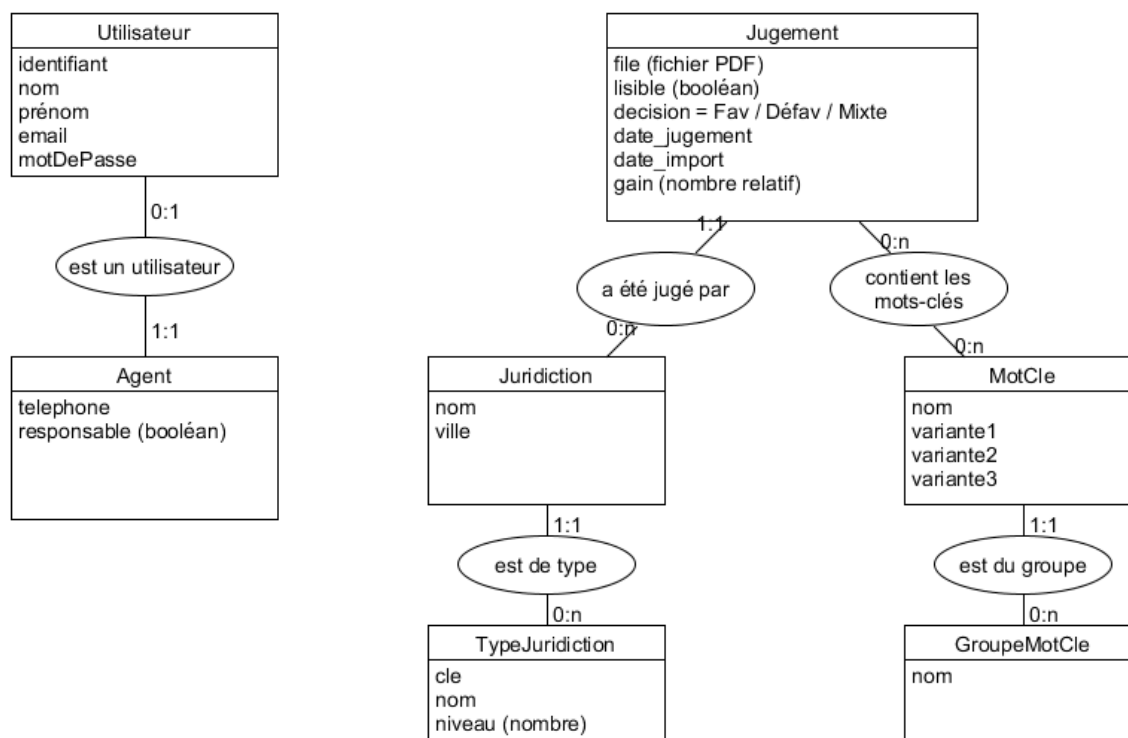 Utilisateur
identifiant
nom
prénom
email
motDePasse
0:1
est un utilisateur
1:1
Agent
telephone
responsable (booléan)
Jugement
file (fichier PDF)
lisible (booléan)
decision = Fav / Défav / Mixte
date_jugement
date_import
gain (nombre relatif)
1:1
a été jugé par
0:n
Juridiction
nom
ville
1:1
est de type
0:n
TypeJuridiction
cle
nom
niveau (nombre)
0:n
contient les
mots-clés
0:n
MotCle
nom
variante1
variante2
variante3
1:1
est du groupe
0:n
GroupeMotCle
nom